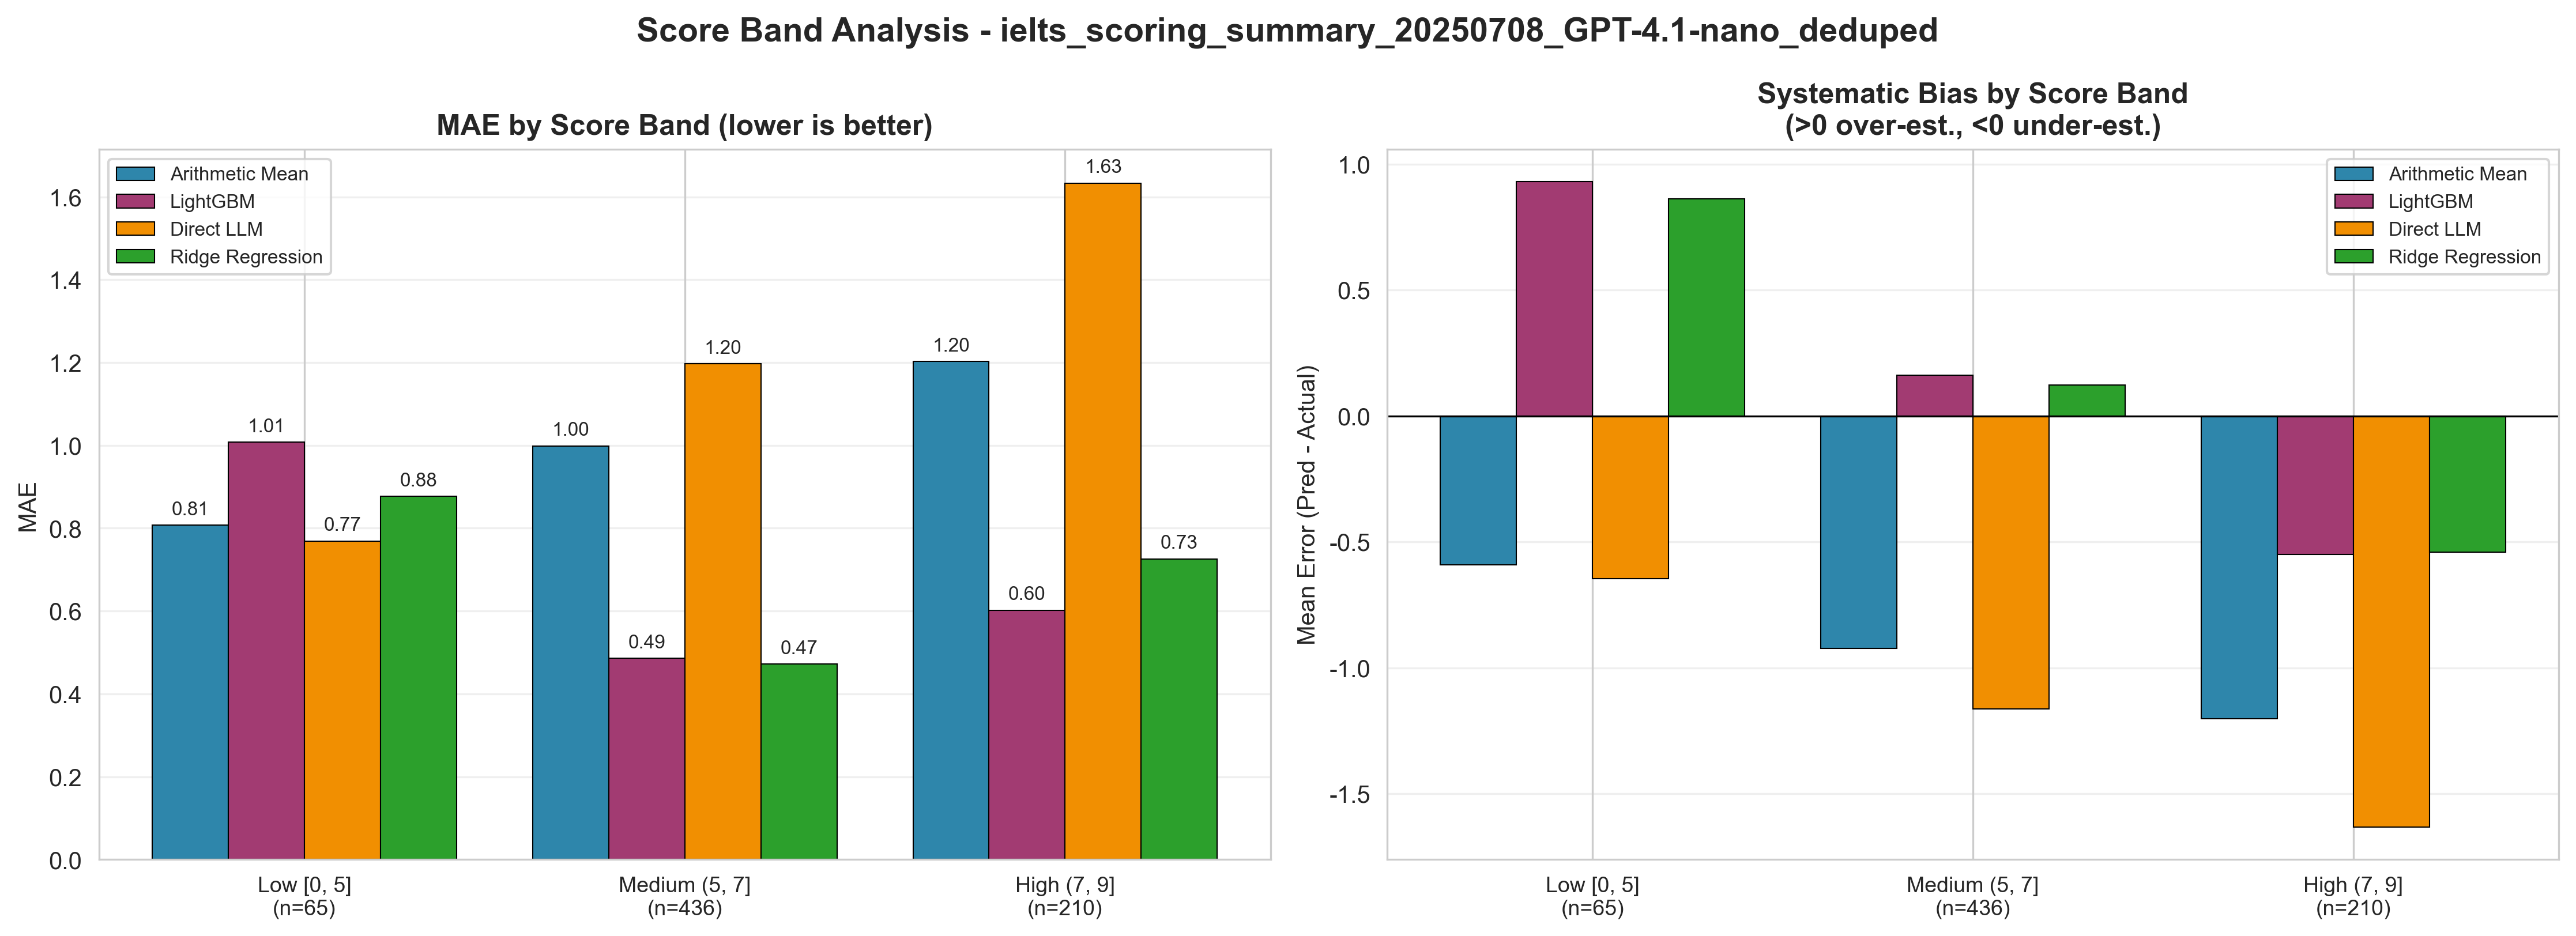 Score Band Analysis - ielts_scoring_summary_20250708_GPT-4.1-nano_deduped
MAE by Score Band (lower is better)
Arithmetic Mean
LightGBM
Direct LLM
Ridge Regression
MAE
1.6
1.4
1.2
1.0
0.8
0.6
0.4
0.2
0.0
0.81
1.01
0.77
0.88
1.00
0.49
1.20
0.47
1.20
0.60
1.63
0.73
Low [0, 5]
(n=65)
Medium (5, 7]
(n=436)
High (7, 9]
(n=210)
Systematic Bias by Score Band
(>0 over-est., <0 under-est.)
Arithmetic Mean
LightGBM
Direct LLM
Ridge Regression
Mean Error (Pred - Actual)
1.0
0.5
0.0
-0.5
-1.0
-1.5
Low [0, 5]
(n=65)
Medium (5, 7]
(n=436)
High (7, 9]
(n=210)